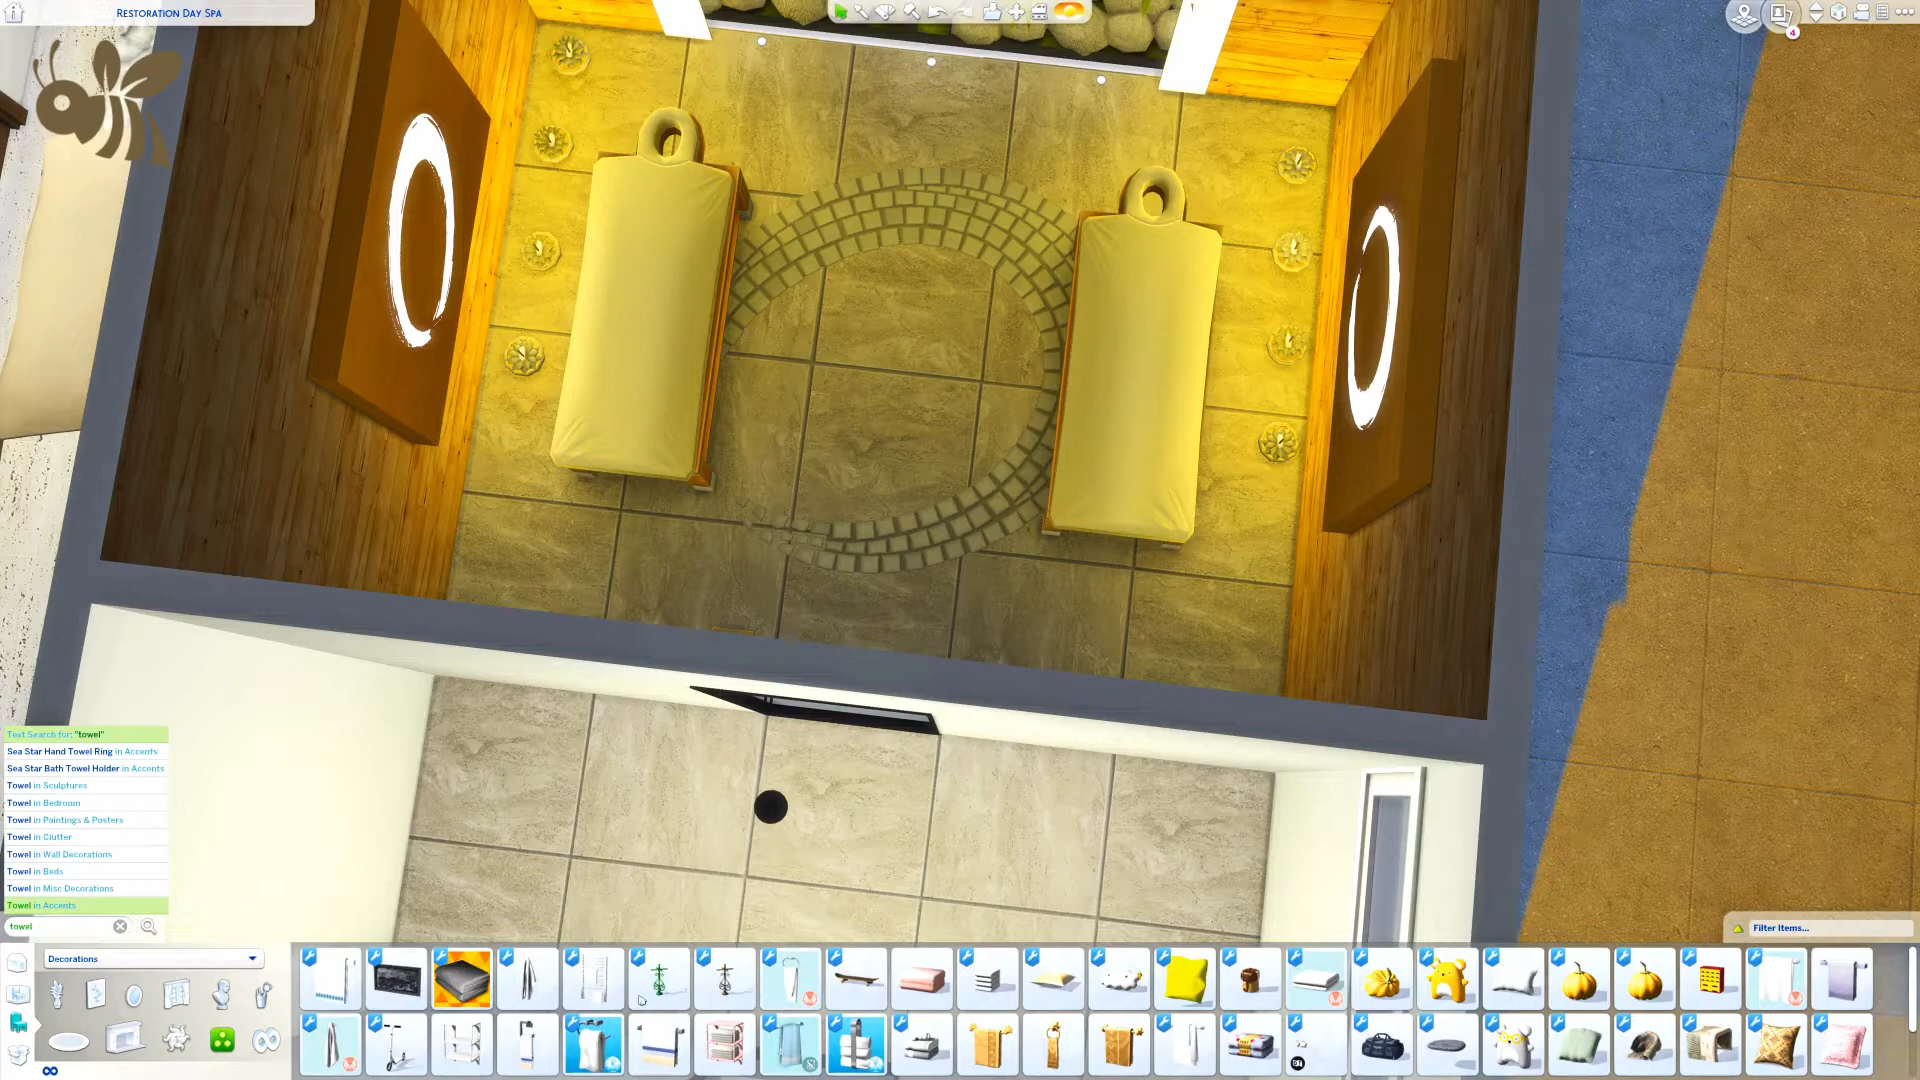 RESTORATION DAY SPA
4
Text Search for: "towel"
Sea Star Hand Towel Ring in Accents
Sea Star Bath Towel Holder in Accents
Towel in Sculptures
Towel in Bedroom
Towel in Paintings & Posters
Towel in Clutter
Towel in Wall Decorations
Towel in Beds
Towel in Misc Decorations
Towel in Accents
towel
Filter Items...
Decorations